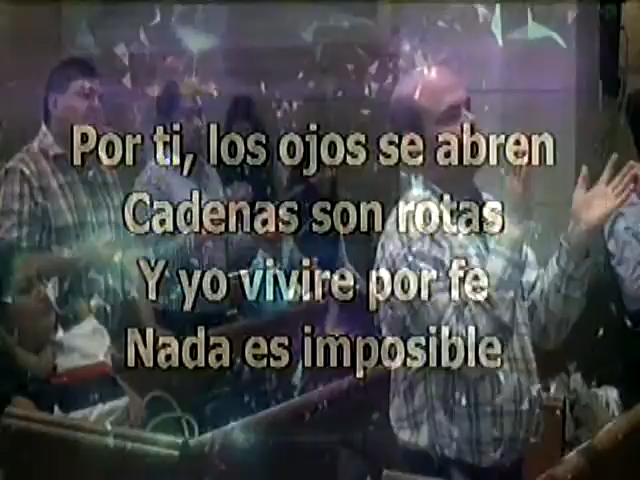 Por ti, los ojos se abren
Cadenas son rotas
Y yo vivire por fe
Nada es imposible